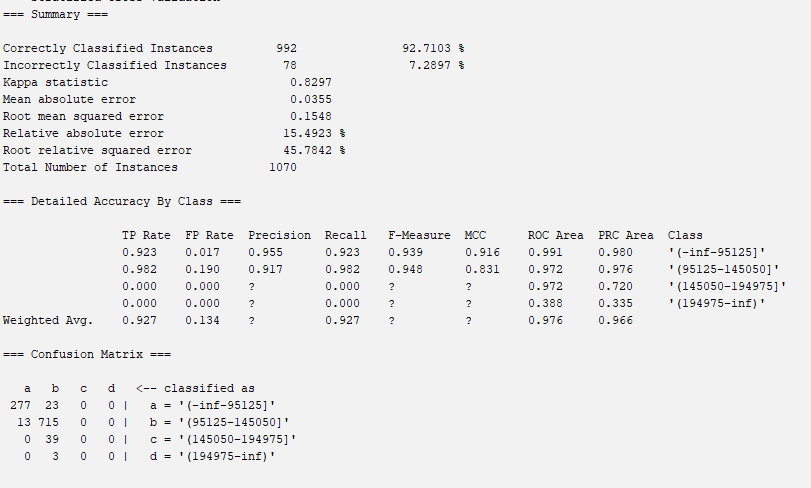 === Summary ===
Correctly Classified Instances 992 92.7103 %
Incorrectly Classified Instances 78 7.2897 %
Kappa statistic 0.8297
Mean absolute error 0.0355
Root mean squared error 0.1548
Relative absolute error 15.4923 %
Root relative squared error 45.7842 %
Total Number of Instances 1070
=== Detailed Accuracy By Class ===
TP Rate FP Rate Precision Recall F-Measure MCC ROC Area PRC Area Class
0.923 0.017 0.955 0.923 0.939 0.916 0.991 0.980 '(-inf-95125]'
0.982 0.190 0.917 0.982 0.948 0.831 0.972 0.976 '(95125-145050]'
0.000 0.000 ? 0.000 ? ? 0.972 0.720 '(145050-194975]'
0.000 0.000 ? 0.000 ? ? 0.388 0.335 '(194975-inf)'
Weighted Avg. 0.927 0.134 ? 0.927 ? ? 0.976 0.966
=== Confusion Matrix ===
a b c d <-- classified as
277 23 0 0 | a = '(-inf-95125]'
13 715 0 0 | b = '(95125-145050]'
0 39 0 0 | c = '(145050-194975]'
0 3 0 0 | d = '(194975-inf)'